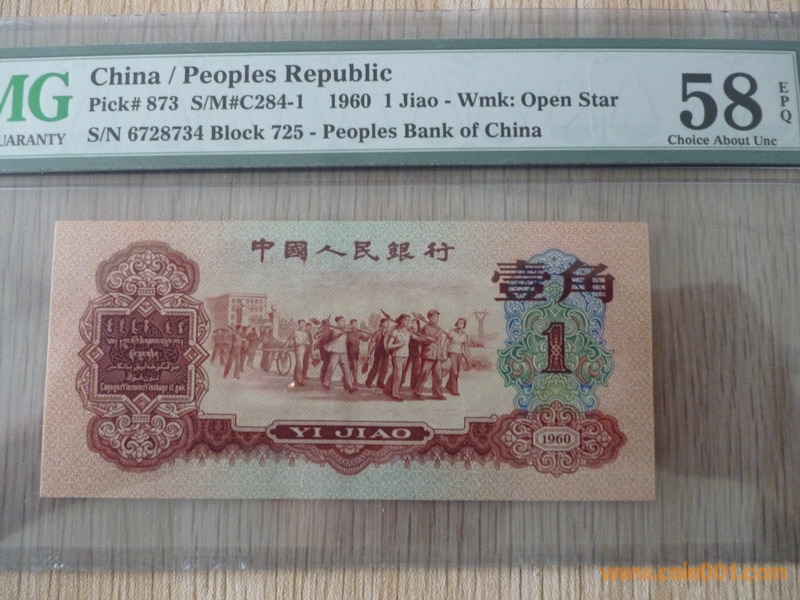 MG
UARANTY
China / Peoples Republic
Pick# 873 S/M#C284-1 1960 1 Jiao - Wmk: Open Star
S/N 6728734 Block 725 - Peoples Bank of China
58
EPQ
Choice About Unc
中國人民銀行
壹角
1
YI JIAO
1960
www.coin001.com